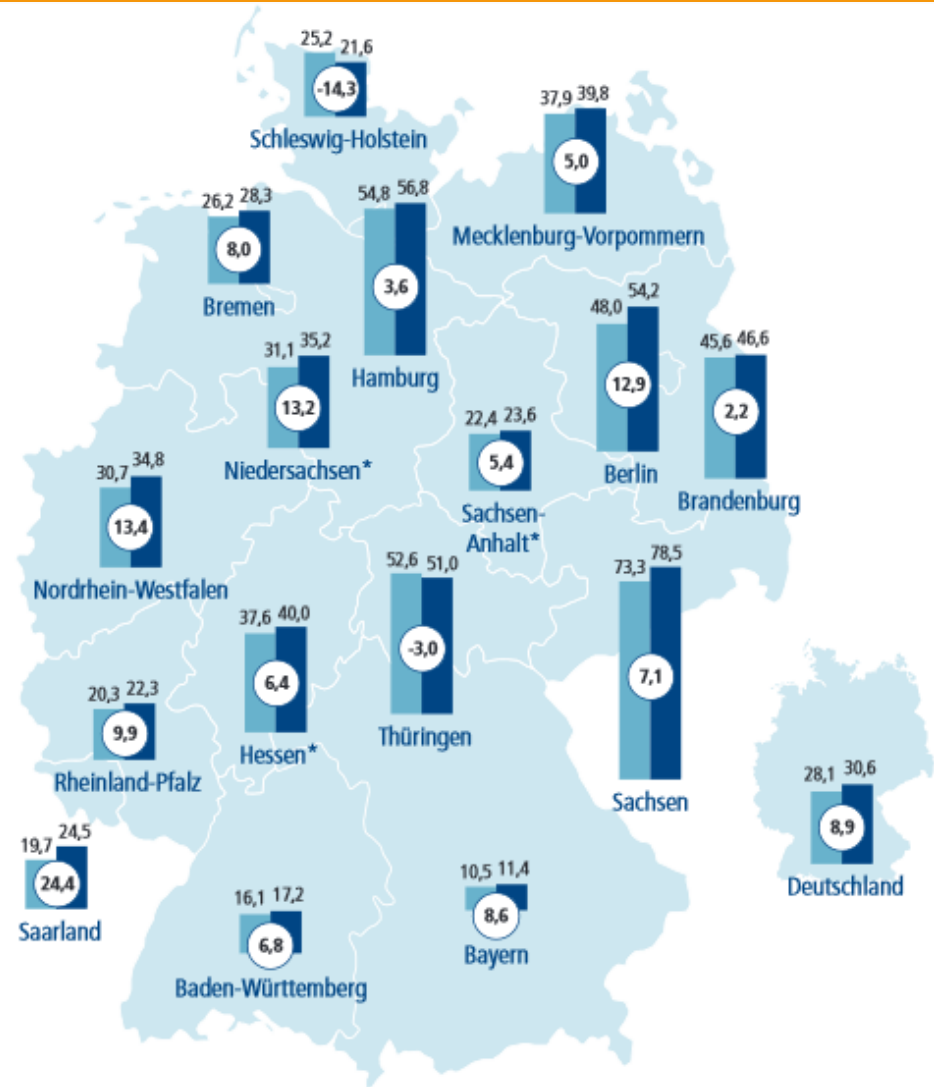 25,2 21,6
-14,3
Schleswig-Holstein
37,9 39,8
5,0
Mecklenburg-Vorpommern
26,2 28,3
8,0
Bremen
54,8 56,8
3,6
Hamburg
48,0 54,2
12,9
Berlin
45,6 46,6
2,2
Brandenburg
31,1 35,2
13,2
Niedersachsen*
22,4 23,6
5,4
Sachsen-
Anhalt*
30,7 34,8
13,4
Nordrhein-Westfalen
52,6 51,0
-3,0
Thüringen
73,3 78,5
7,1
Sachsen
37,6 40,0
6,4
Hessen*
20,3 22,3
9,9
Rheinland-Pfalz
28,1 30,6
8,9
Deutschland
19,7 24,5
24,4
Saarland
16,1 17,2
6,8
Baden-Württemberg
10,5 11,4
8,6
Bayern